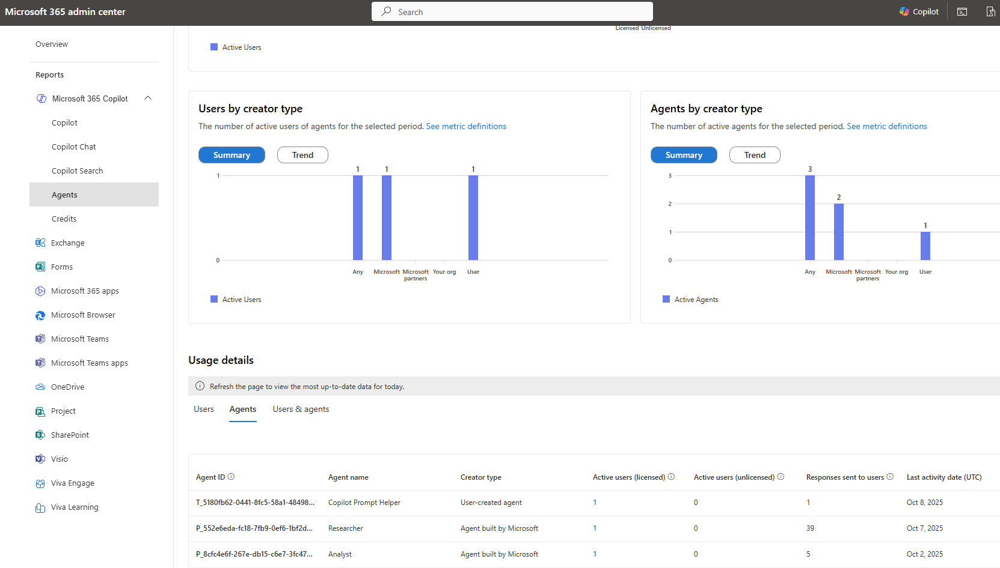 Microsoft 365 admin center
Search
Copilot
Overview
Reports
Microsoft 365 Copilot
Copilot
Copilot Chat
Copilot Search
Agents
Credits
Exchange
Forms
Microsoft 365 apps
Microsoft Browser
Microsoft Teams
Microsoft Teams apps
OneDrive
Project
SharePoint
Visio
Viva Engage
Viva Learning
Licensed Unlicensed
Active Users
Users by creator type
The number of active users of agents for the selected period. See metric definitions
Summary Trend
1 1 1
1
0
Any Microsoft Microsoft partners Your org User
Active Users
Agents by creator type
The number of active agents for the selected period. See metric definitions
Summary Trend
3
3
2
2
1
1
0
Any Microsoft Microsoft partners Your org User
Active Agents
Usage details
Refresh the page to view the most up-to-date data for today.
Users Agents Users & agents
Agent ID Agent name Creator type Active users (licensed) Active users (unlicensed) Responses sent to users Last activity date (UTC)
T_5180fb62-0441-8fc5-58a1-48498... Copilot Prompt Helper User-created agent 1 0 1 Oct 8, 2025
P_552e6eda-fc18-7fb9-0ef6-1bf2d... Researcher Agent built by Microsoft 1 0 39 Oct 7, 2025
P_8cfc4e6f-267e-db15-c6e7-3fc47... Analyst Agent built by Microsoft 1 0 5 Oct 2, 2025